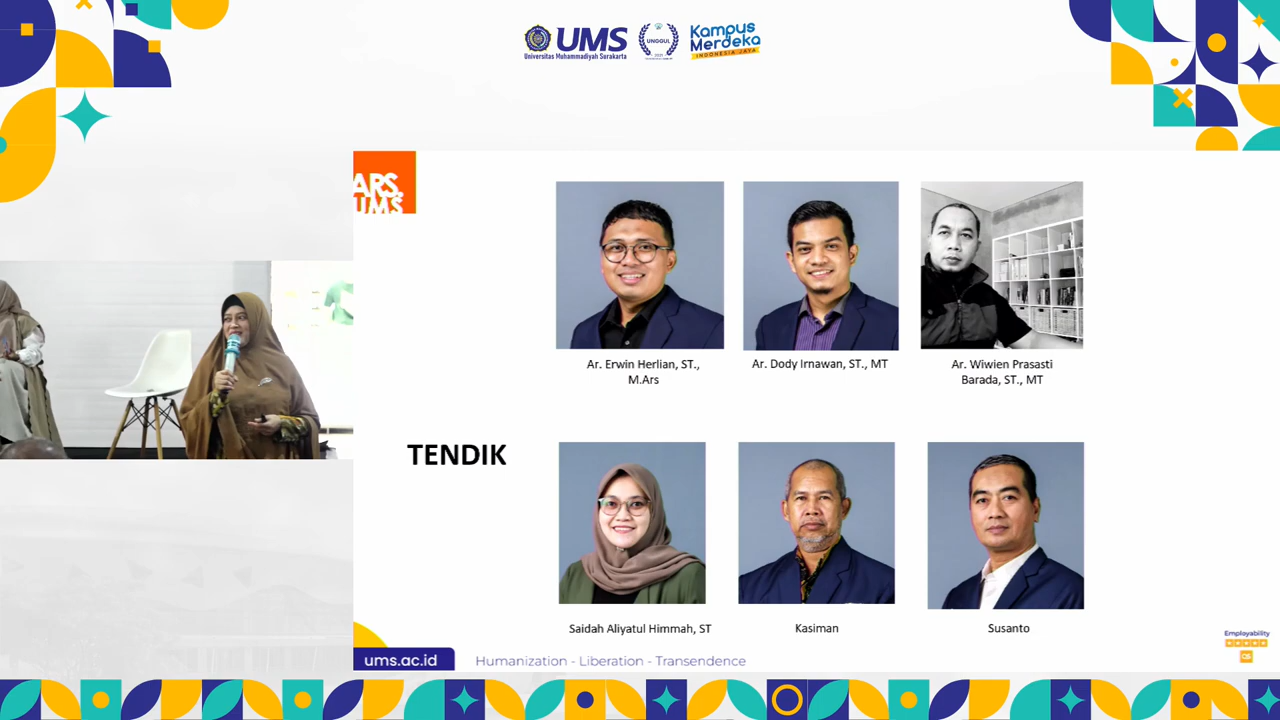 UMS
Universitas Muhammadiyah Surakarta
UNGGUL
Kampus
Merdeka
INDONESIA JAYA
ARS
UMS
Ar. Erwin Herlian, ST.,
M.Ars
Ar. Dody Irnawan, ST., MT
Ar. Wiwien Prasasti
Barada, ST., MT
TENDIK
Saidah Aliyatul Himmah, ST
Kasiman
Susanto
Employability
QS
ums.ac.id
Humanization - Liberation - Transendence